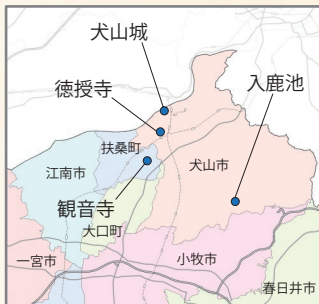 犬山城
徳授寺
入鹿池
扶桑町
犬山市
江南市
観音寺
大口町
一宮市
小牧市
春日井市